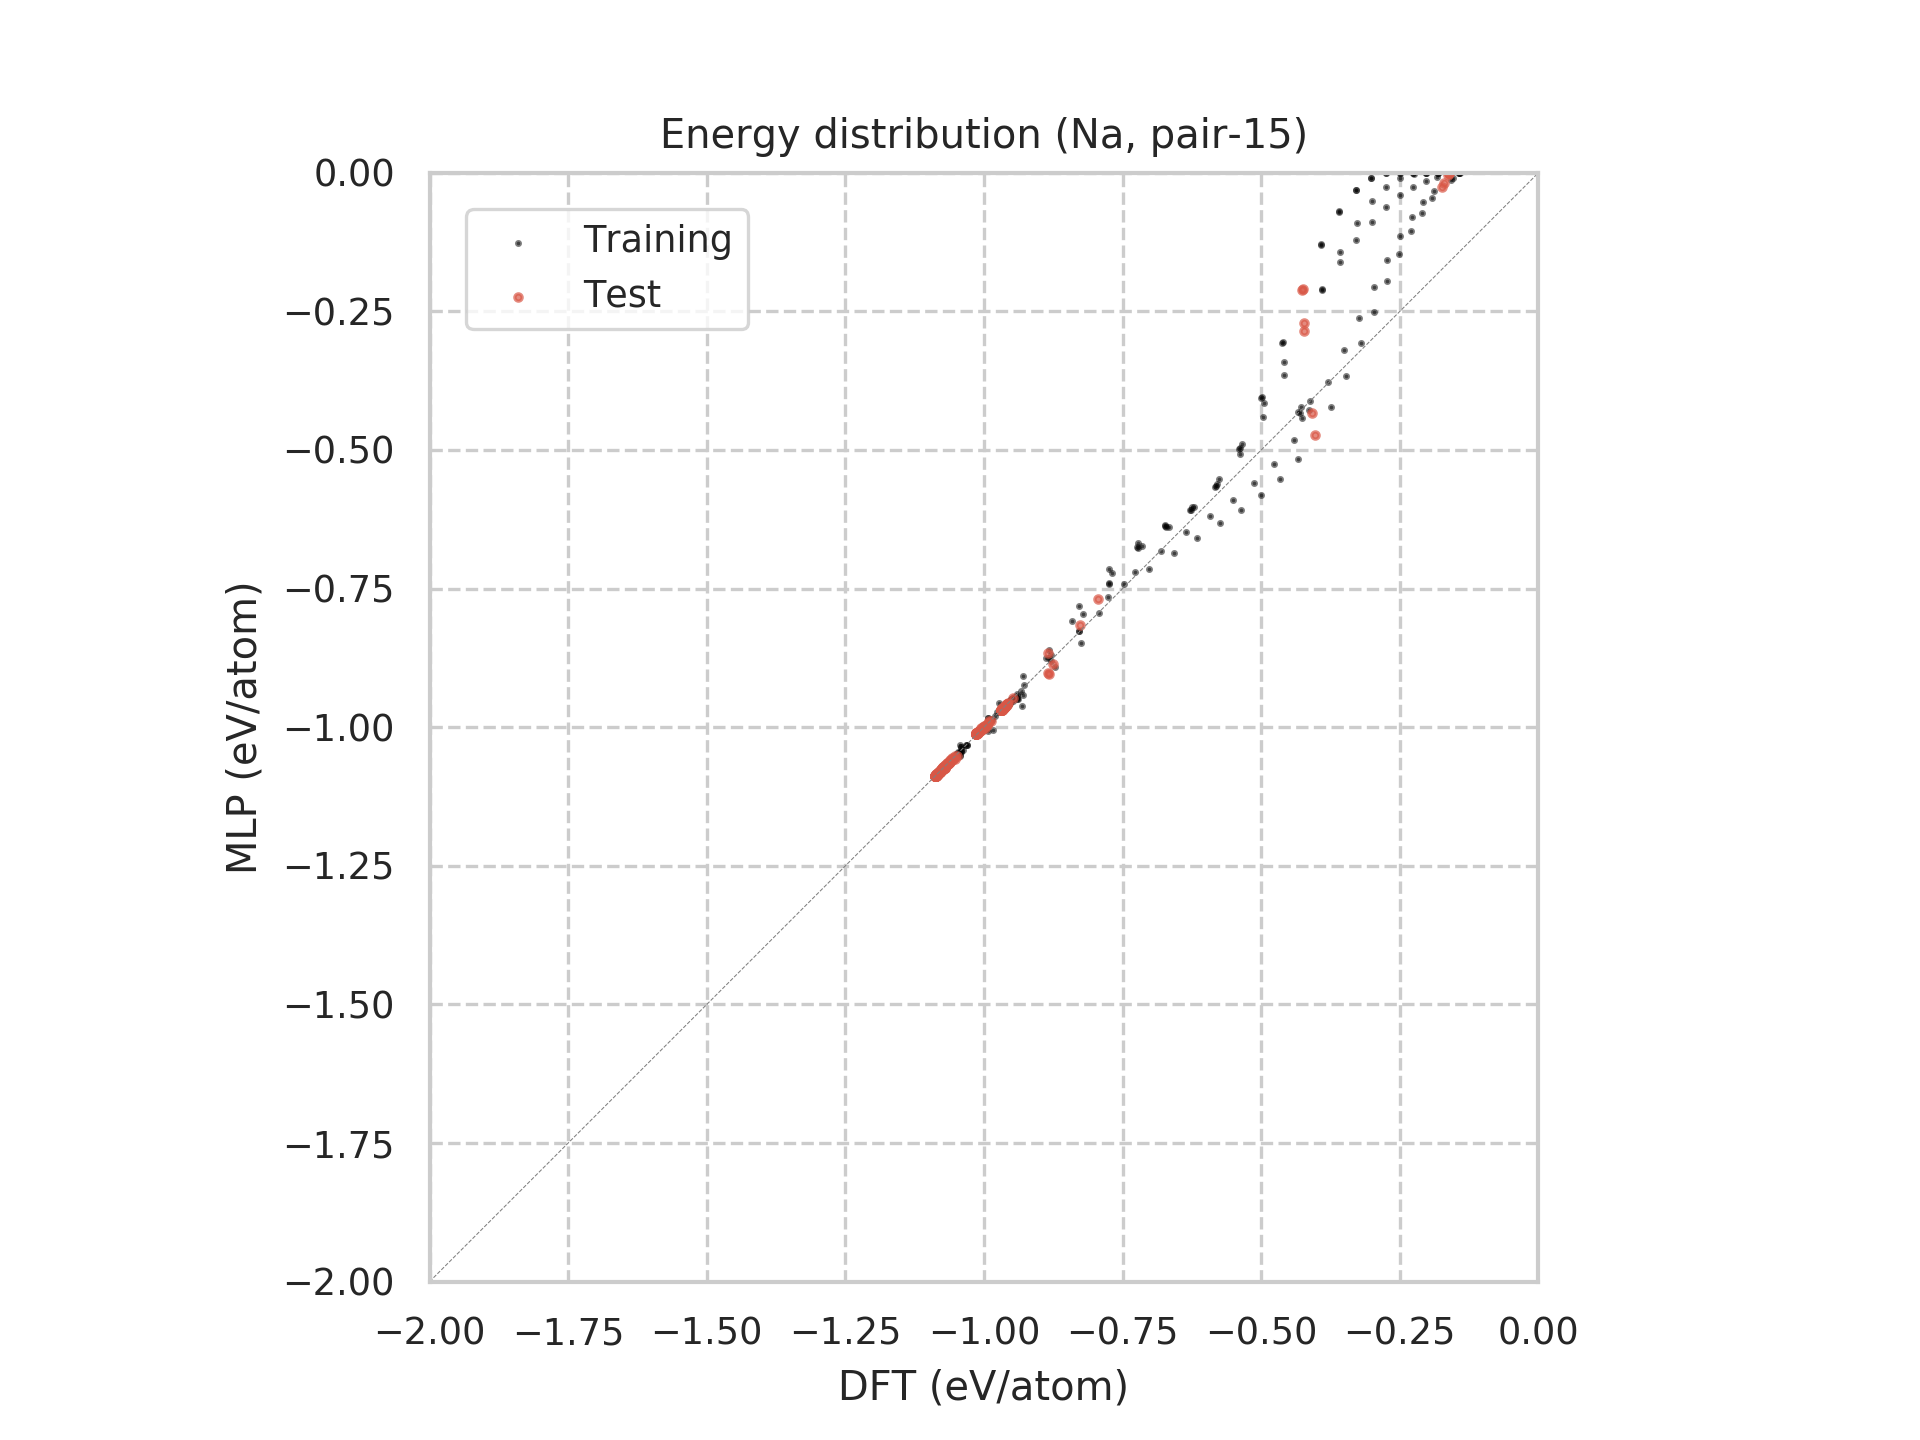 Energy distribution (Na, pair-15)
0.00
−0.25
−0.50
−0.75
−1.00
−1.25
−1.50
−1.75
−2.00
MLP (eV/atom)
Training
Test
−2.00 −1.75 −1.50 −1.25 −1.00 −0.75 −0.50 −0.25 0.00
DFT (eV/atom)